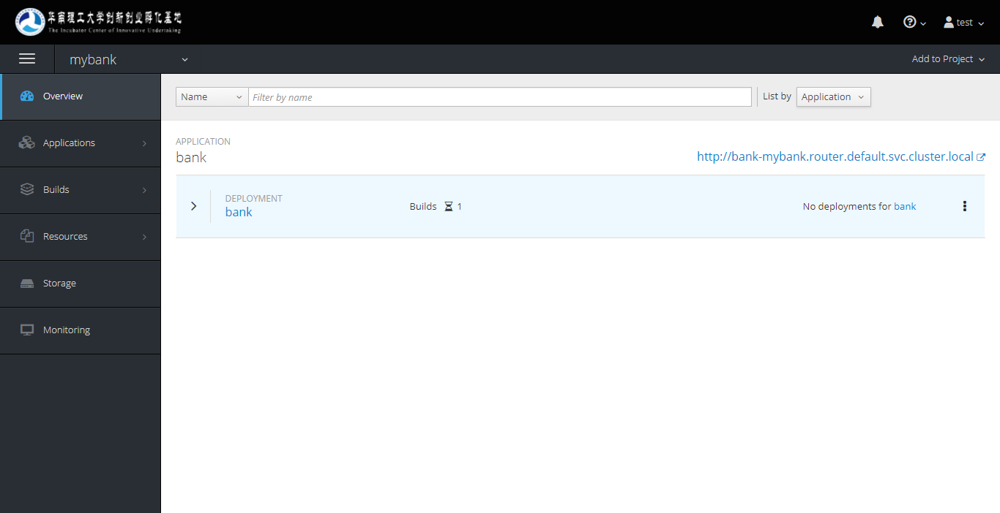 华南理工大学创新创业孵化基地
The Incubator Center of Innovative Undertaking
test
mybank
Add to Project
Overview
Name
Filter by name
List by
Application
Applications
APPLICATION
bank
http://bank-mybank.router.default.svc.cluster.local
Builds
DEPLOYMENT
bank
Builds 1
No deployments for bank
Resources
Storage
Monitoring